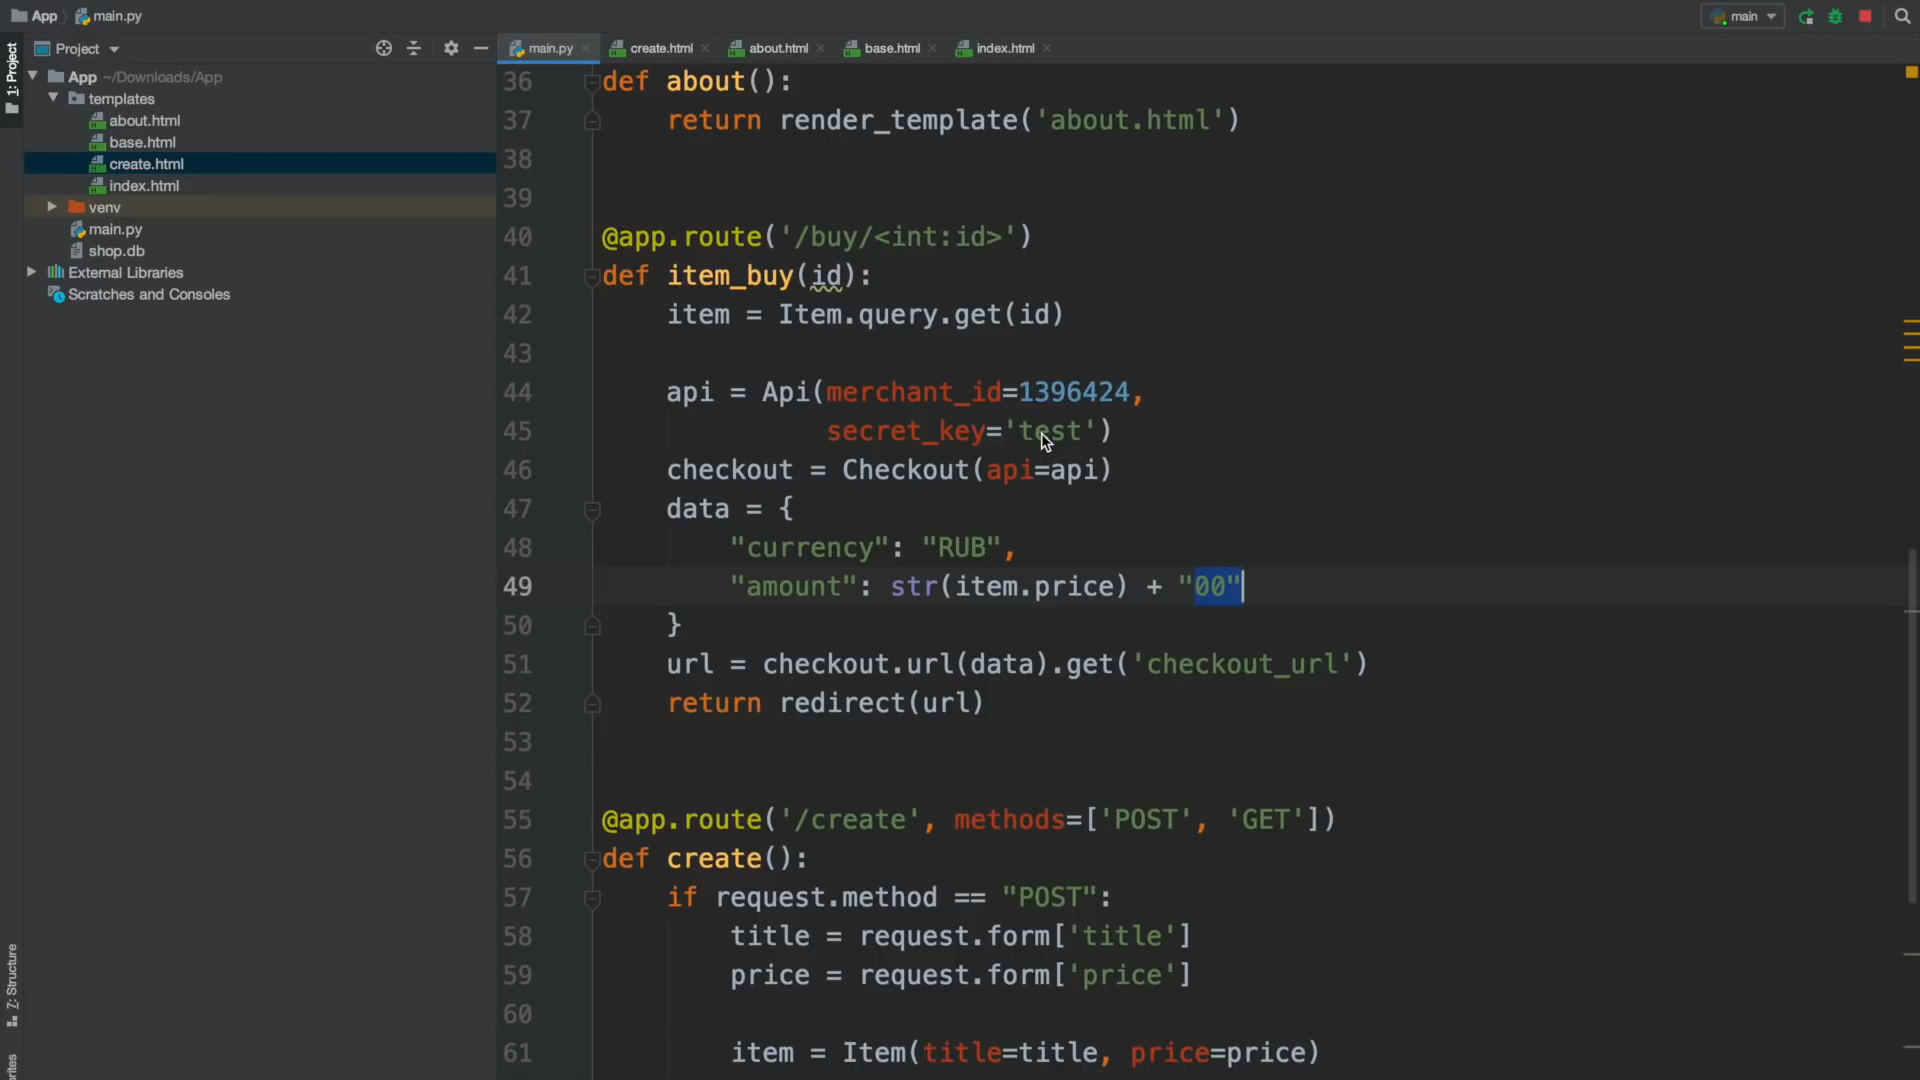 App main.py
main
1: Project
Project
main.py create.html about.html base.html index.html
App ~/Downloads/App
templates
about.html
base.html
create.html
index.html
venv
main.py
shop.db
External Libraries
Scratches and Consoles
Z: Structure
36 def about():
37 return render_template('about.html')
38
39
40 @app.route('/buy/<int:id>')
41 def item_buy(id):
42 item = Item.query.get(id)
43
44 api = Api(merchant_id=1396424,
45 secret_key='test')
46 checkout = Checkout(api=api)
47 data = {
48 "currency": "RUB",
49 "amount": str(item.price) + "00"
50 }
51 url = checkout.url(data).get('checkout_url')
52 return redirect(url)
53
54
55 @app.route('/create', methods=['POST', 'GET'])
56 def create():
57 if request.method == "POST":
58 title = request.form['title']
59 price = request.form['price']
60
61 item = Item(title=title, price=price)